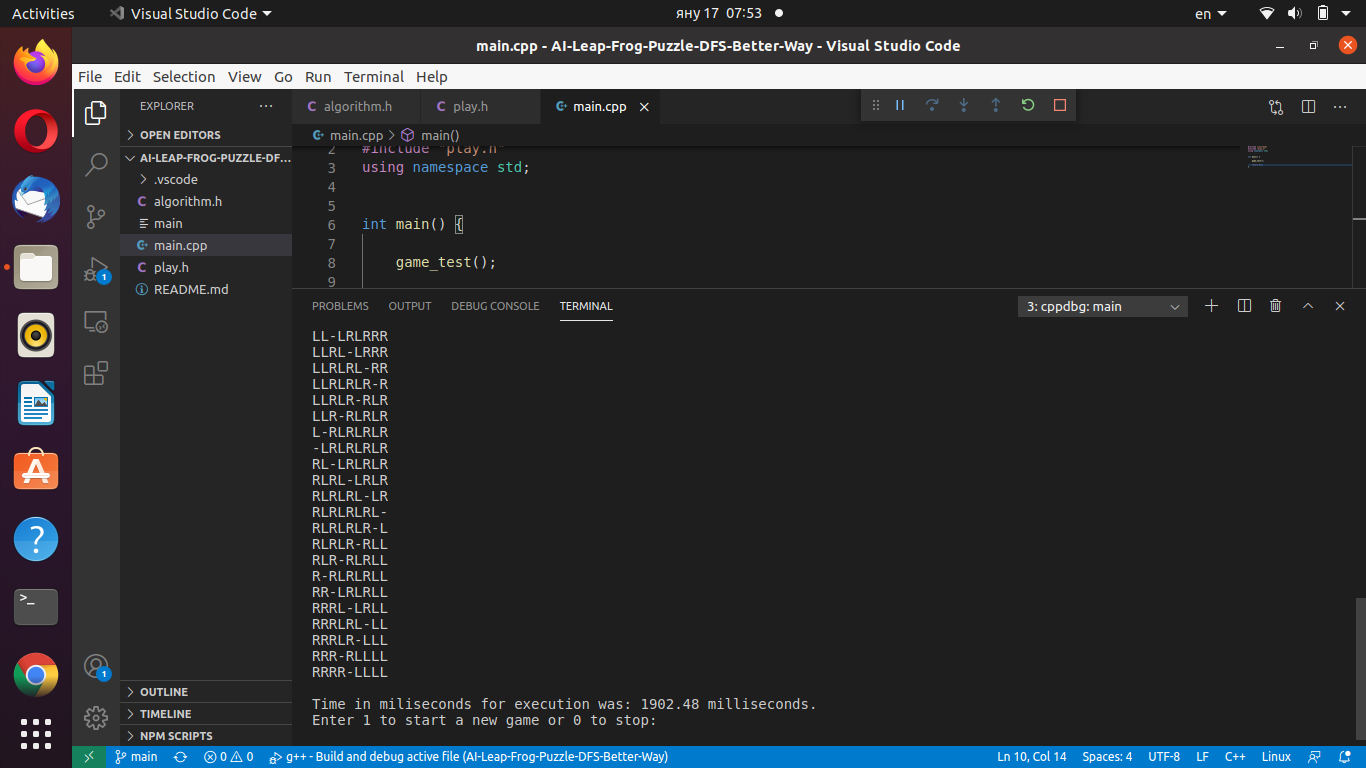 Activities Visual Studio Code яну 17 07:53 en
main.cpp - AI-Leap-Frog-Puzzle-DFS-Better-Way - Visual Studio Code
File Edit Selection View Go Run Terminal Help
EXPLORER
OPEN EDITORS
AI-LEAP-FROG-PUZZLE-DF...
.vscode
algorithm.h
main
main.cpp
play.h
README.md
OUTLINE
TIMELINE
NPM SCRIPTS
1
1
algorithm.h play.h main.cpp
main.cpp > main()
2 #include "play.h"
3 using namespace std;
4
5
6 int main() {
7
8 game_test();
9
PROBLEMS OUTPUT DEBUG CONSOLE TERMINAL 3: cppdbg: main
LL-LRLRRR
LLRL-LRRR
LLRLRL-RR
LLRLRLR-R
LLRLR-RLR
LLR-RLRLR
L-RLRLRLR
-LRLRLRLR
RL-LRLRLR
RLRL-LRLR
RLRLRL-LR
RLRLRLRL-
RLRLRLR-L
RLRLR-RLL
RLR-RLRLL
R-RLRLRLL
RR-LRLRLL
RRRL-LRLL
RRRLRL-LL
RRRLR-LLL
RRR-RLLLL
RRRR-LLLL
Time in miliseconds for execution was: 1902.48 milliseconds.
Enter 1 to start a new game or 0 to stop:
main 0 0 g++ - Build and debug active file (AI-Leap-Frog-Puzzle-DFS-Better-Way) Ln 10, Col 14 Spaces: 4 UTF-8 LF C++ Linux